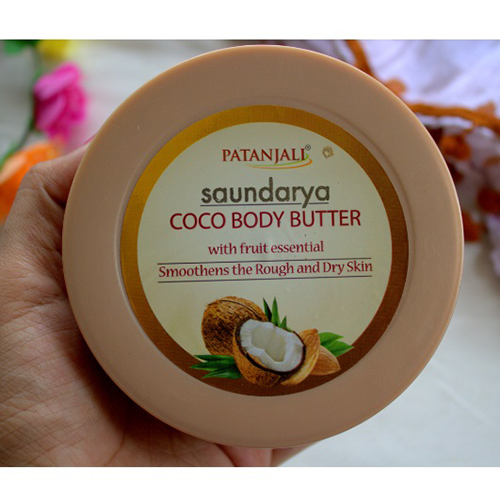 PATANJALI®
saundarya
COCO BODY BUTTER
with fruit essential
Smoothens the Rough and Dry Skin